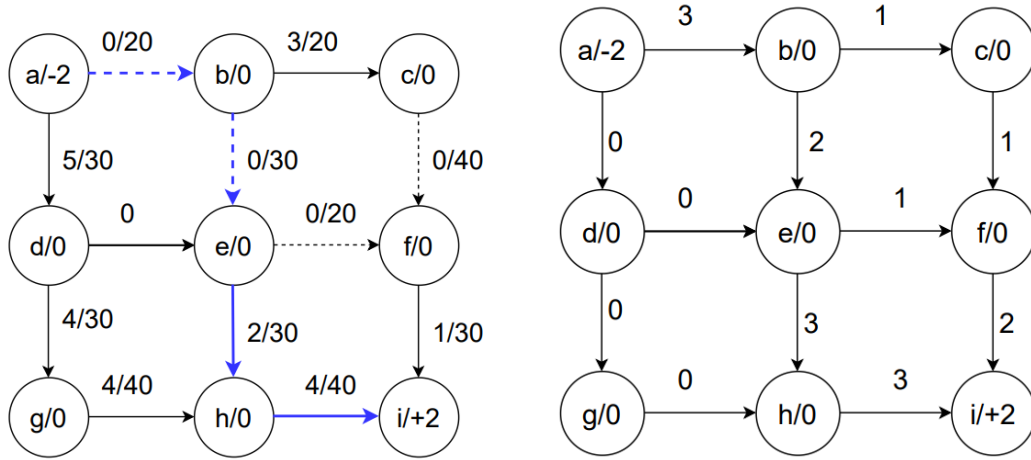 0/20 3/20
a/-2 b/0 c/0
5/30 0/30 0/40
0 0/20
d/0 e/0 f/0
4/30 2/30 1/30
4/40 4/40
g/0 h/0 i/+2
3 1
a/-2 b/0 c/0
0 2 1
0 1
d/0 e/0 f/0
0 3 2
0 3
g/0 h/0 i/+2